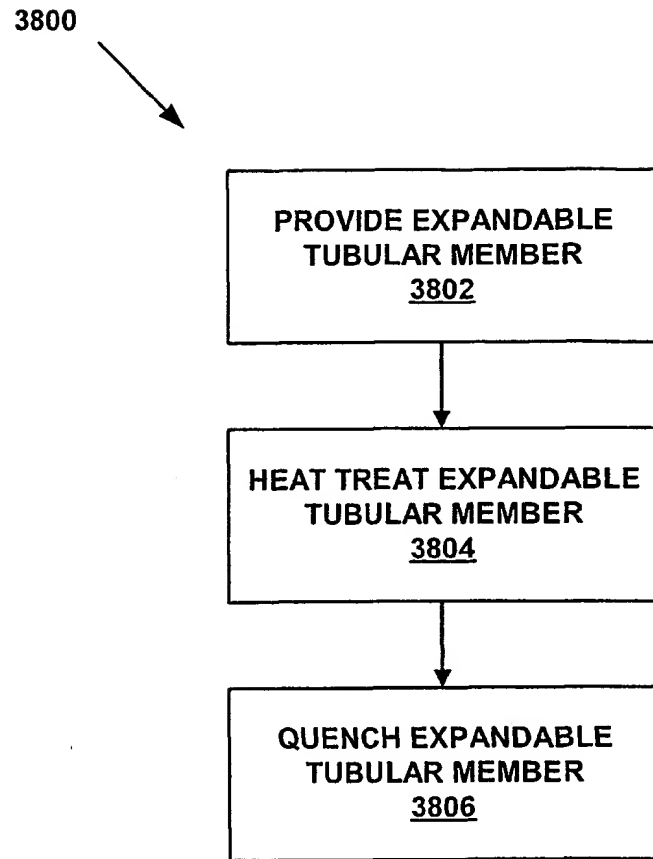 3800
PROVIDE EXPANDABLE
TUBULAR MEMBER
3802
HEAT TREAT EXPANDABLE
TUBULAR MEMBER
3804
QUENCH EXPANDABLE
TUBULAR MEMBER
3806